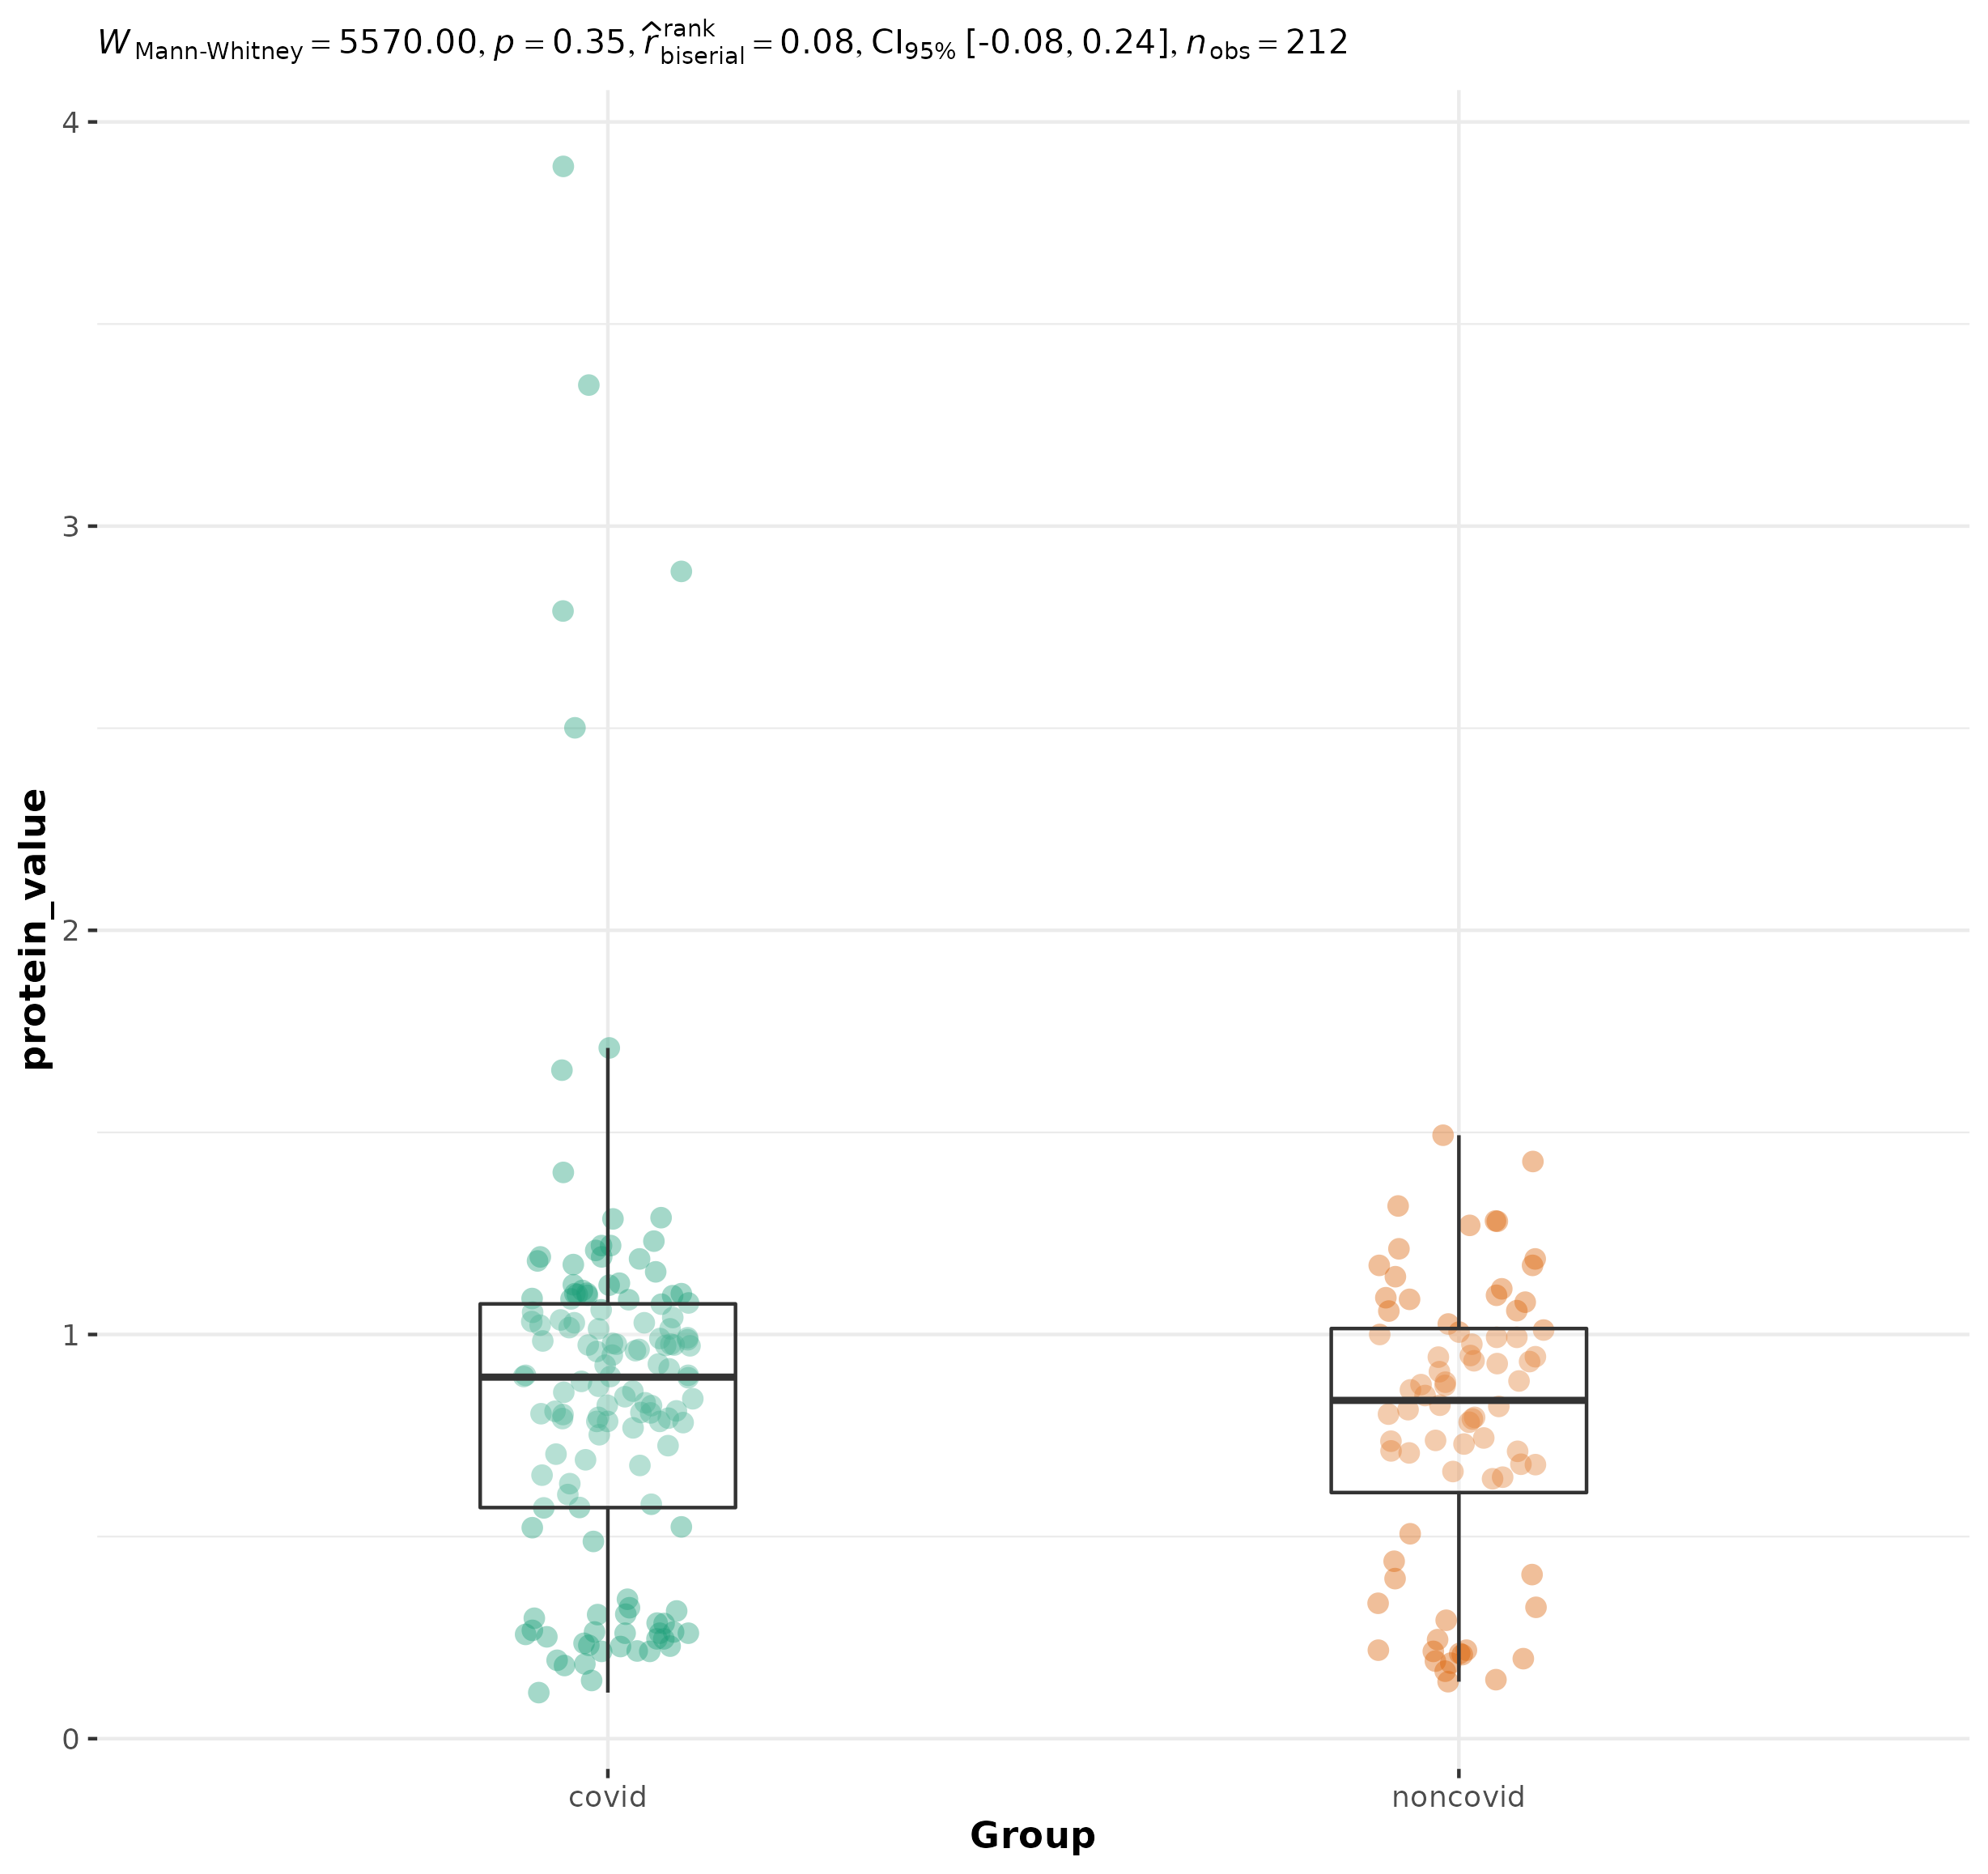 W Mann-Whitney = 5570.00, p = 0.35, r̂ rank biserial = 0.08, CI95% [-0.08, 0.24], nobs = 212
4
3
2
1
0
protein_value
covid noncovid
Group